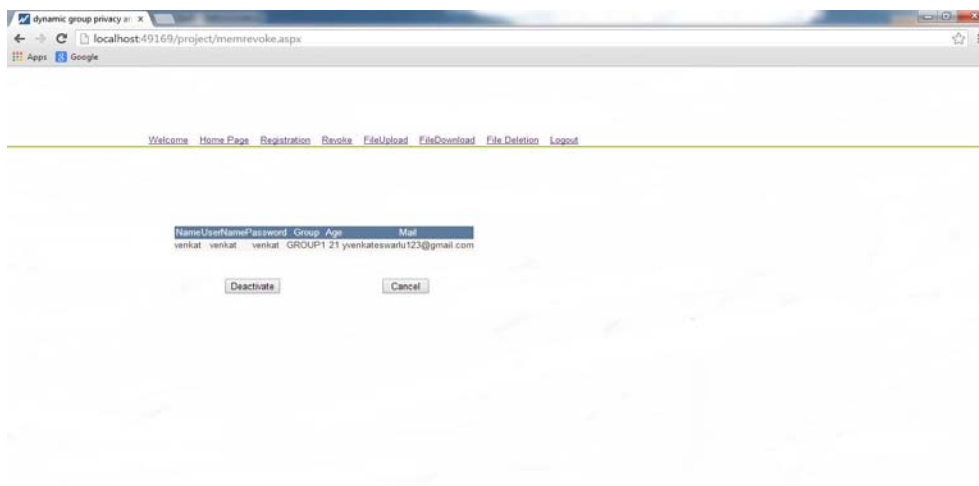 dynamic group privacy a
localhost:49169/project/memrevoke.aspx
Apps Google
Welcome Home Page Registration Revoke FileUpload FileDownload File Deletion Logout
Name UserName Password Group Age Mail
venkat venkat venkat GROUP1 21 yvenkateswarlu123@gmail.com
Deactivate Cancel